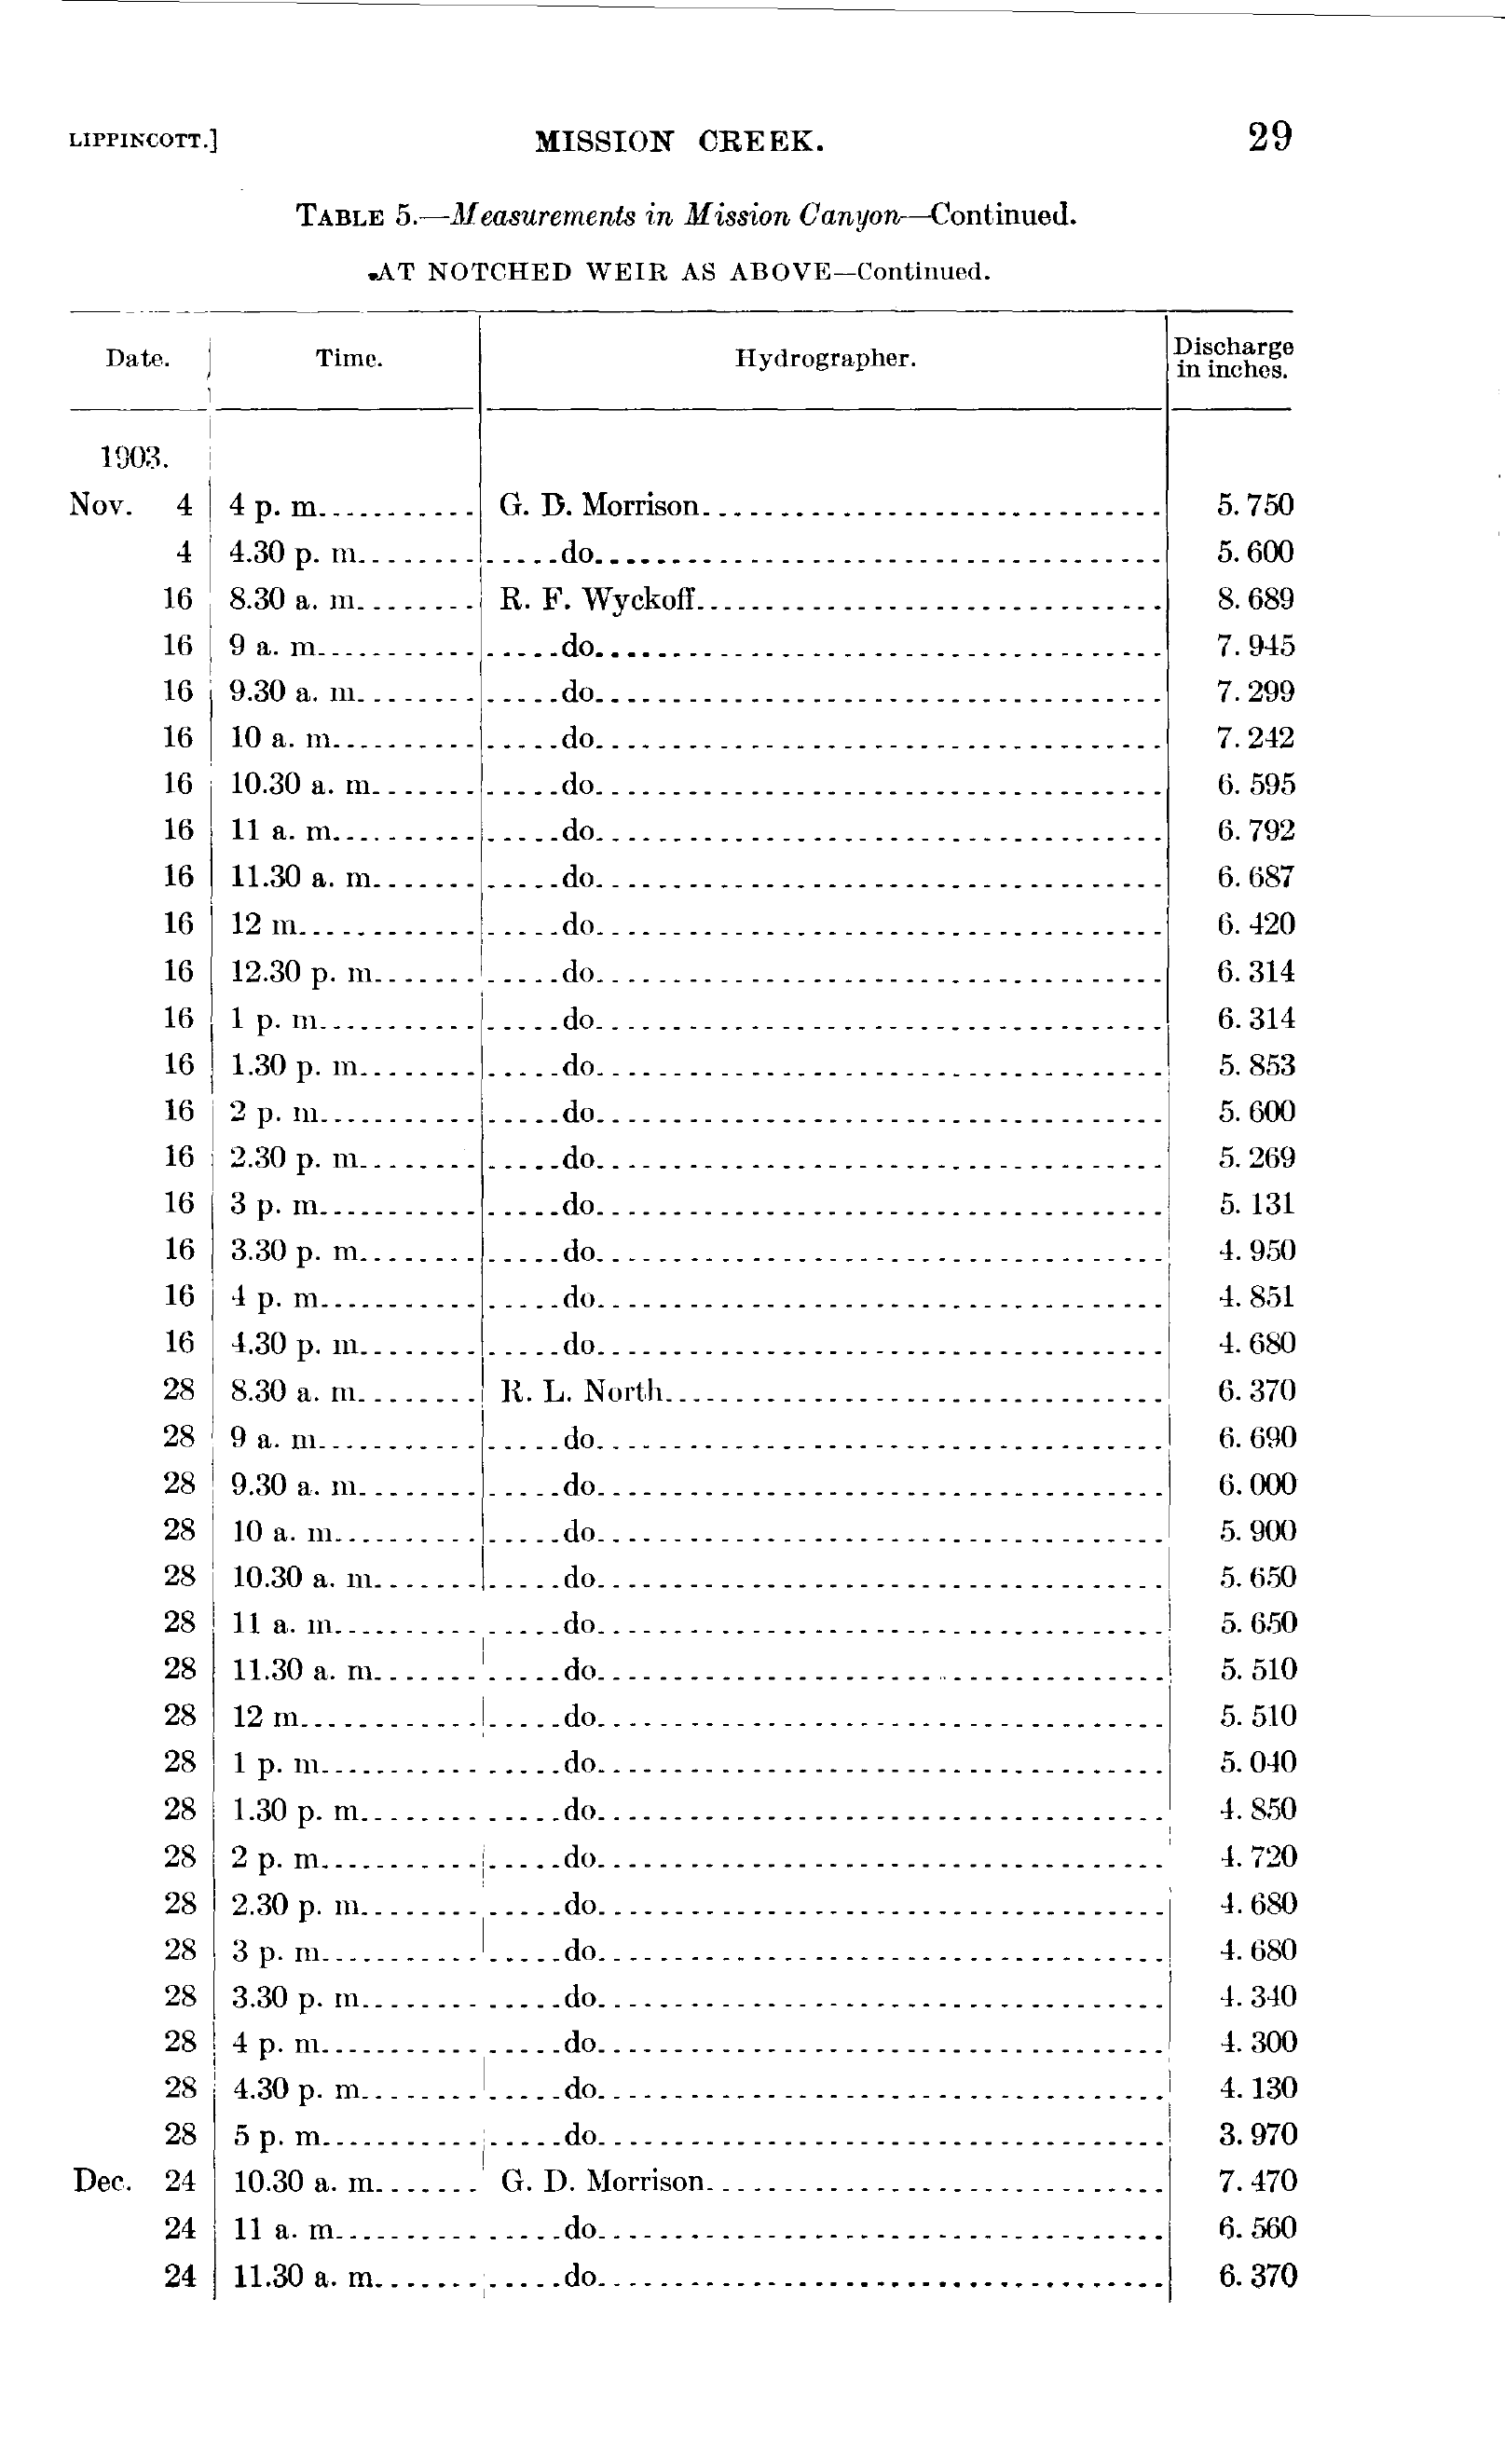 LIPPINCOTT.] MISSION CREEK. 29
TABLE 5.—Measurements in Mission Canyon—Continued.
AT NOTCHED WEIR AS ABOVE—Continued.
Date. Time. Hydrographer. Discharge in inches.
1903.
Nov. 4 4 p. m. G. D. Morrison 5.750
4 4.30 p. m. do. 5.600
16 8.30 a. m. R. F. Wyckoff 8.689
16 9 a. m. do. 7.945
16 9.30 a. m. do. 7.299
16 10 a. m. do. 7.242
16 10.30 a. m. do. 6.595
16 11 a. m. do. 6.792
16 11.30 a. m. do. 6.687
16 12 m. do. 6.420
16 12.30 p. m. do. 6.314
16 1 p. m. do. 6.314
16 1.30 p. m. do. 5.853
16 2 p. m. do. 5.600
16 2.30 p. m. do. 5.269
16 3 p. m. do. 5.131
16 3.30 p. m. do. 4.950
16 4 p. m. do. 4.851
16 4.30 p. m. do. 4.680
28 8.30 a. m. R. L. North 6.370
28 9 a. m. do. 6.690
28 9.30 a. m. do. 6.000
28 10 a. m. do. 5.900
28 10.30 a. m. do. 5.650
28 11 a. m. do. 5.650
28 11.30 a. m. do. 5.510
28 12 m. do. 5.510
28 1 p. m. do. 5.040
28 1.30 p. m. do. 4.850
28 2 p. m. do. 4.720
28 2.30 p. m. do. 4.680
28 3 p. m. do. 4.680
28 3.30 p. m. do. 4.340
28 4 p. m. do. 4.300
28 4.30 p. m. do. 4.130
28 5 p. m. do. 3.970
Dec. 24 10.30 a. m. G. D. Morrison 7.470
24 11 a. m. do. 6.560
24 11.30 a. m. do. 6.370